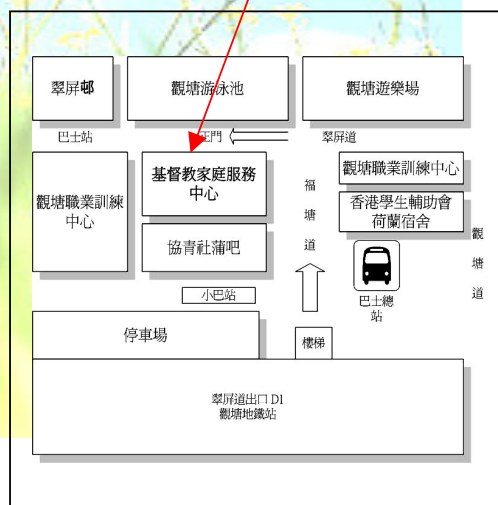 翠屏邨
觀塘游泳池
觀塘遊樂場
巴士站
正門
翠屏道
觀塘職業訓練
中心
基督教家庭服務
中心
協青社蒲吧
福
塘
道
觀塘職業訓練中心
香港學生輔助會
荷蘭宿舍
觀
塘
道
巴士總
站
小巴站
停車場
樓梯
翠屏道出口 D1
觀塘地鐵站